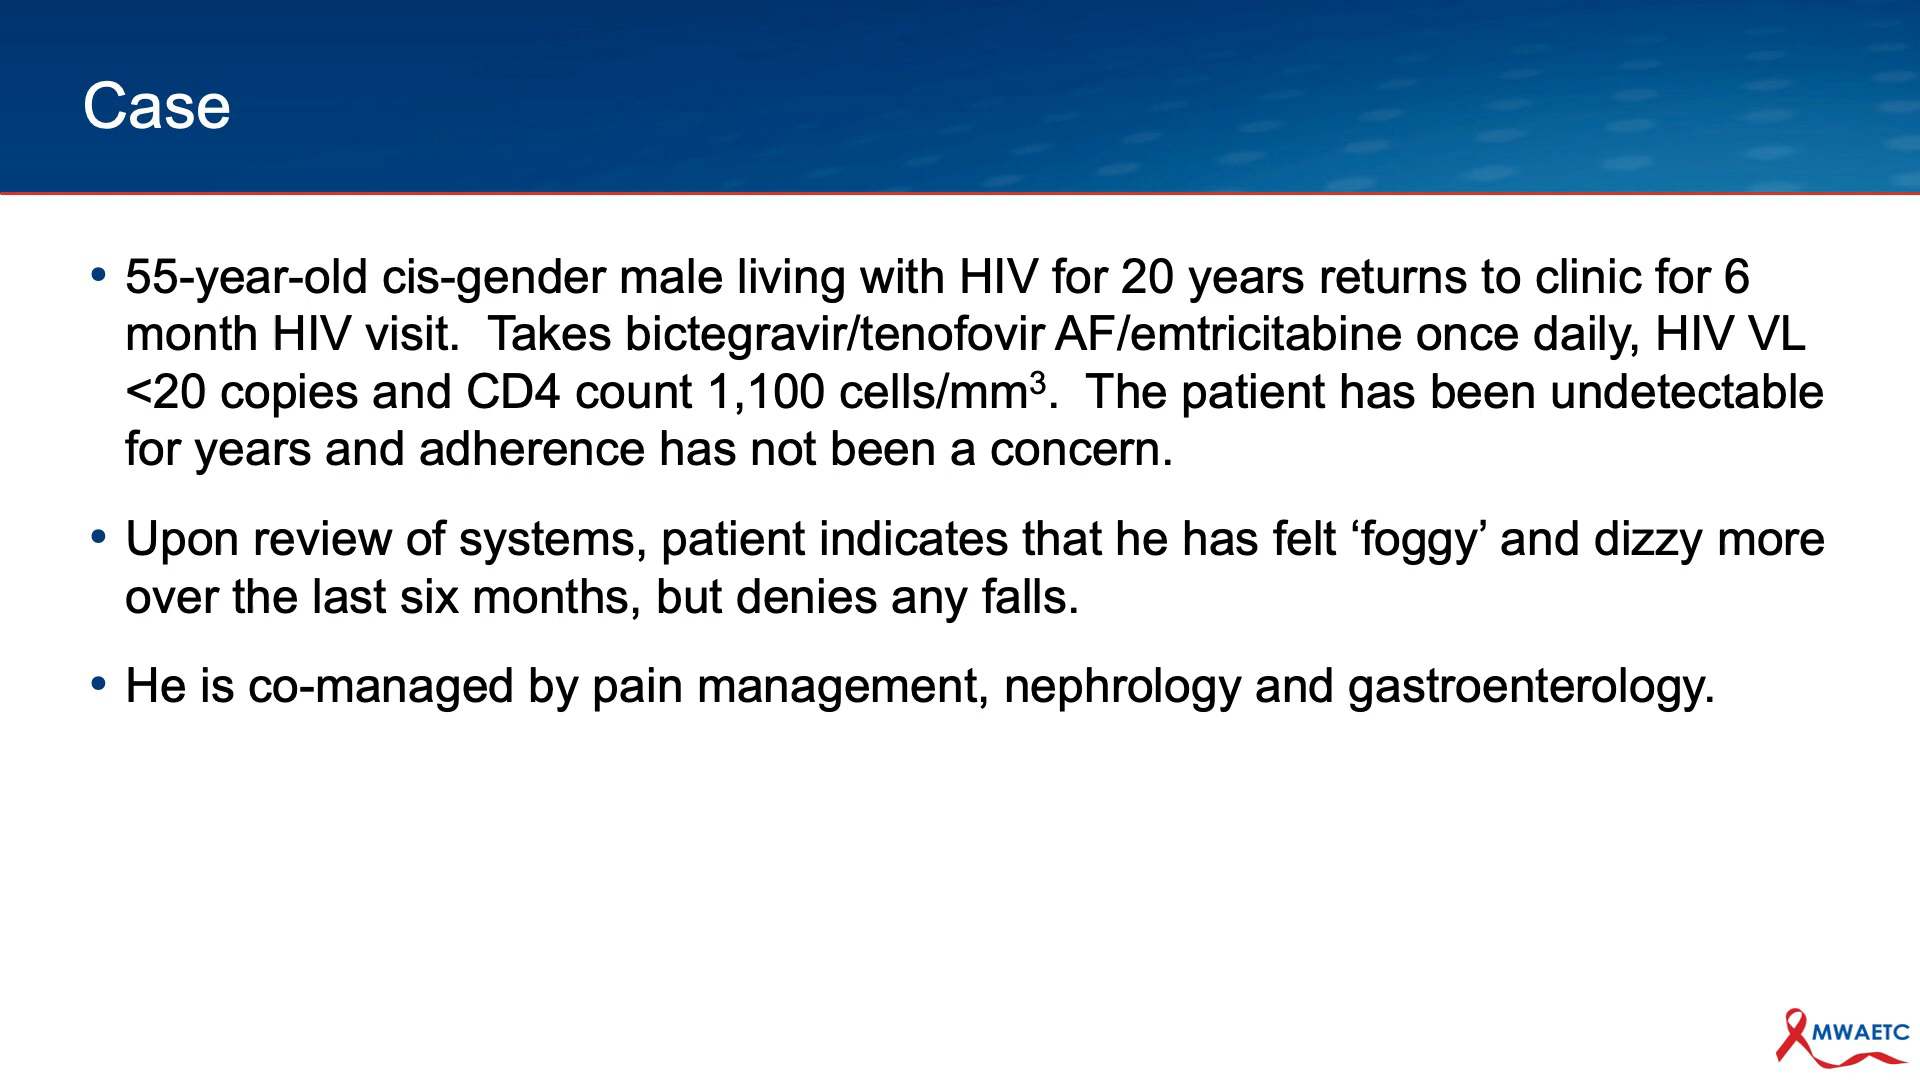 Case
• 55-year-old cis-gender male living with HIV for 20 years returns to clinic for 6
month HIV visit.  Takes bictegravir/tenofovir AF/emtricitabine once daily, HIV VL
<20 copies and CD4 count 1,100 cells/mm³.  The patient has been undetectable
for years and adherence has not been a concern.
• Upon review of systems, patient indicates that he has felt ‘foggy’ and dizzy more
over the last six months, but denies any falls.
• He is co-managed by pain management, nephrology and gastroenterology.
MWAETC